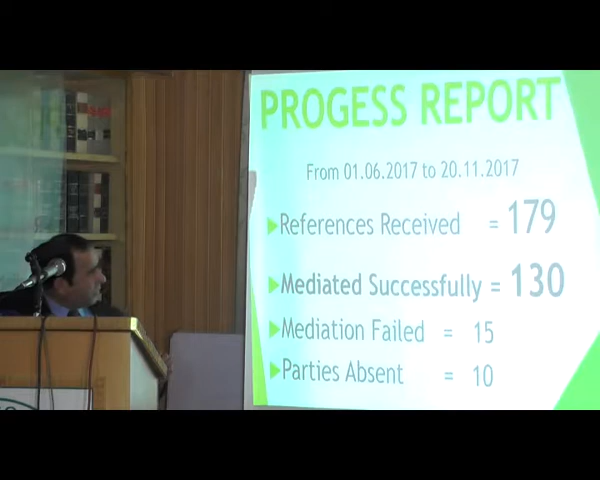 PROGESS REPORT
From 01.06.2017 to 20.11.2017
References Received = 179
Mediated Successfully = 130
Mediation Failed = 15
Parties Absent = 10